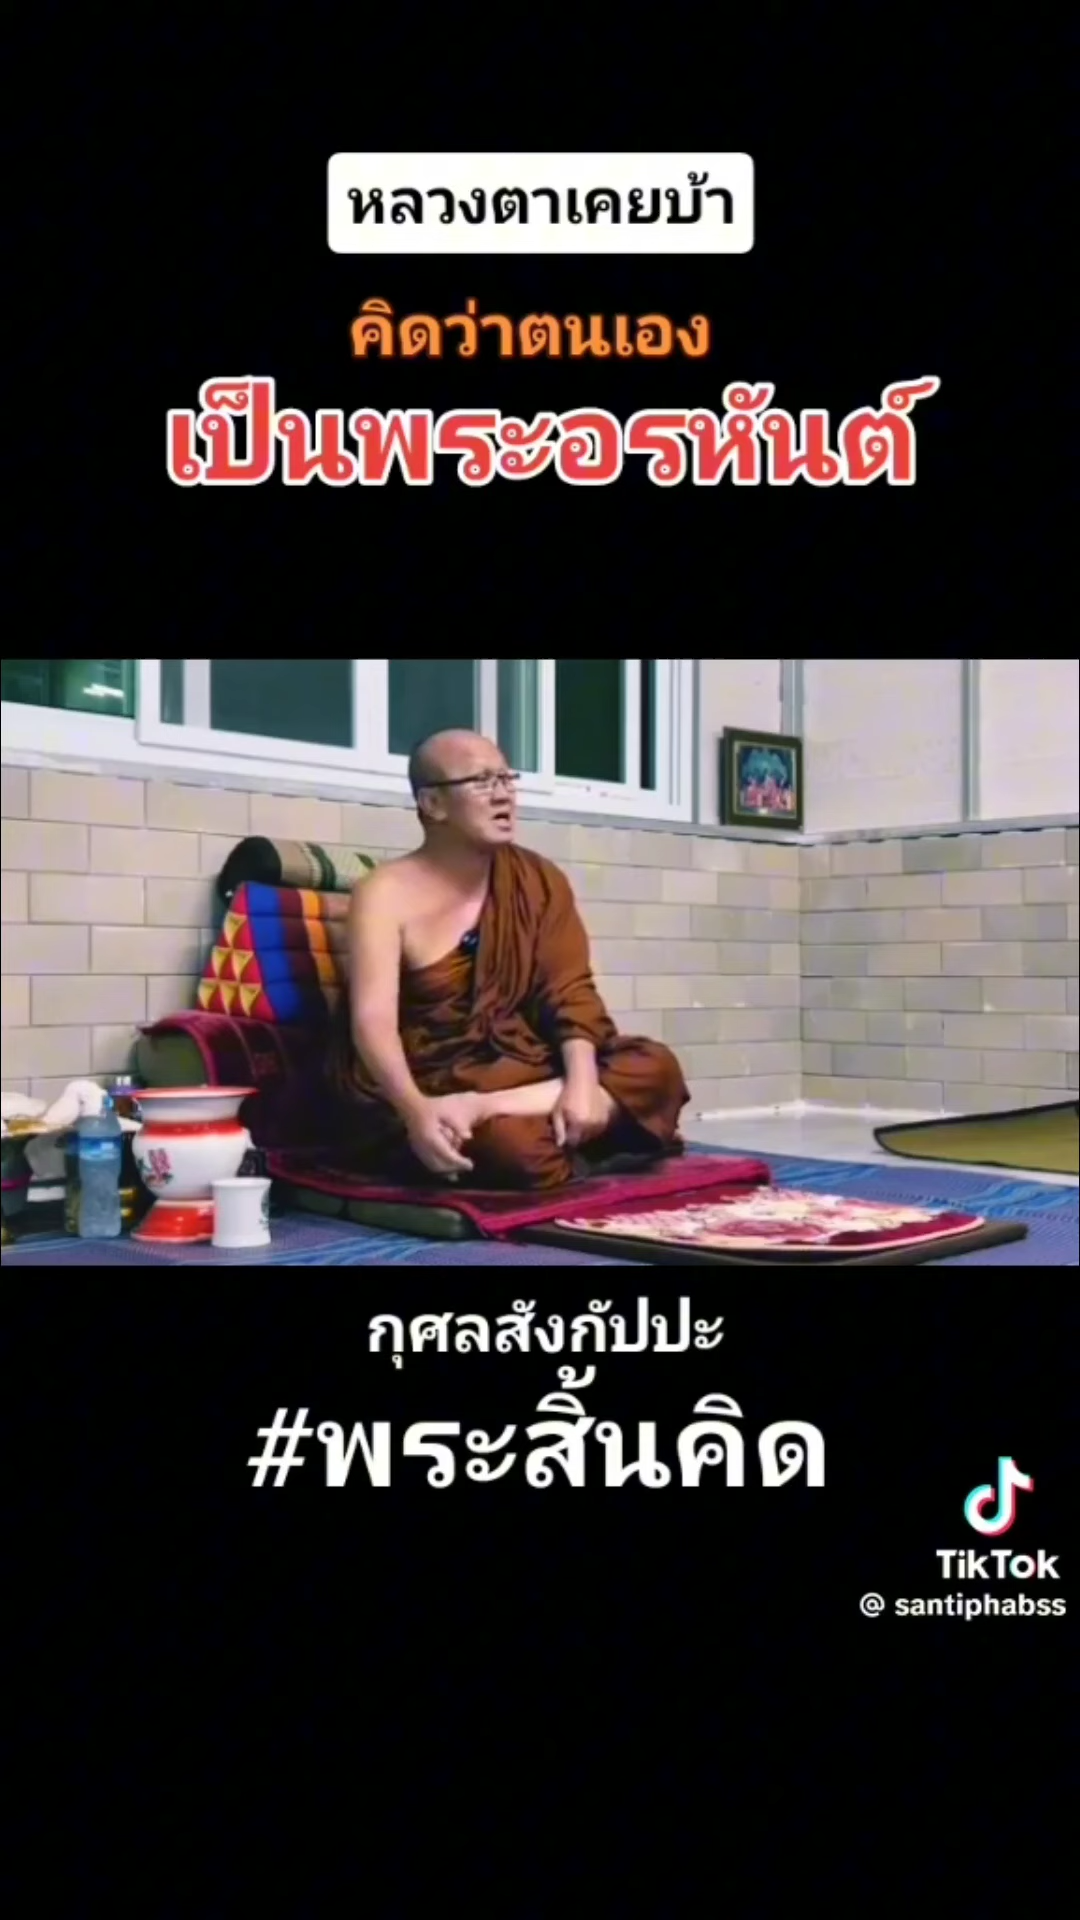 หลวงตาเคยบ้า
คิดว่าตนเอง
เป็นพระอรหันต์
กุศลสังกัปปะ
#พระสิ้นคิด
TikTok
@ santiphabss